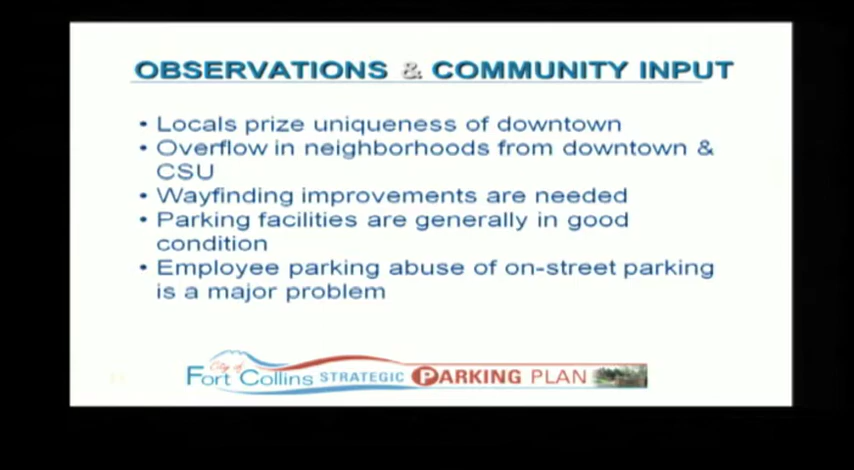 OBSERVATIONS & COMMUNITY INPUT
• Locals prize uniqueness of downtown
• Overflow in neighborhoods from downtown &
CSU
• Wayfinding improvements are needed
• Parking facilities are generally in good
condition
• Employee parking abuse of on-street parking
is a major problem
City of
Fort Collins STRATEGIC PARKING PLAN